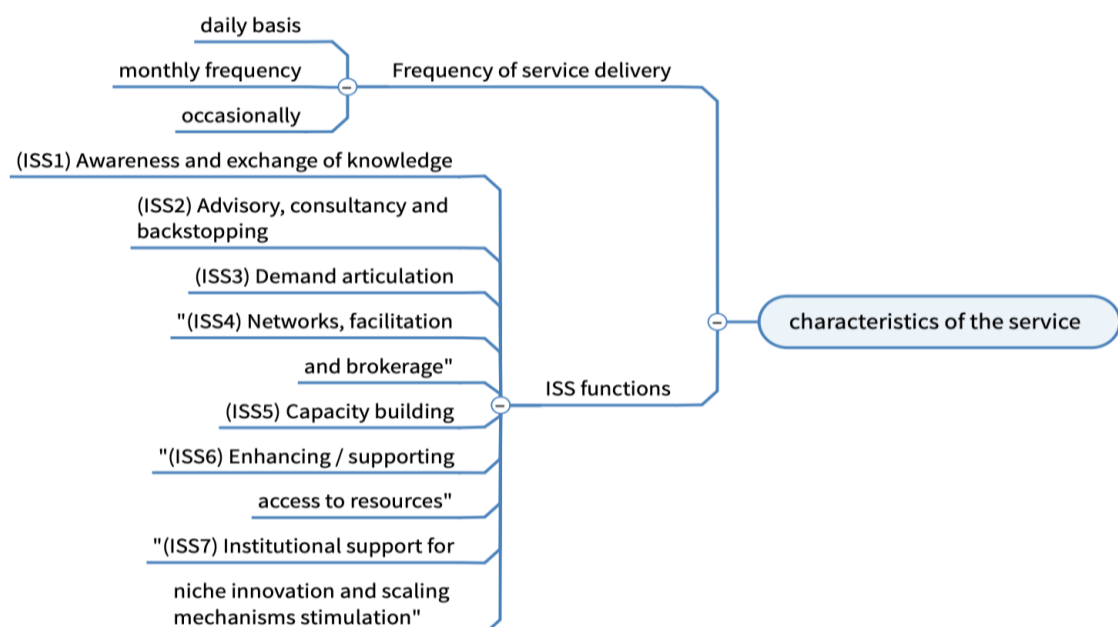 daily basis
monthly frequency
occasionally
Frequency of service delivery
(ISS1) Awareness and exchange of knowledge
(ISS2) Advisory, consultancy and
backstopping
(ISS3) Demand articulation
"(ISS4) Networks, facilitation
and brokerage"
(ISS5) Capacity building
"(ISS6) Enhancing / supporting
access to resources"
"(ISS7) Institutional support for
niche innovation and scaling
mechanisms stimulation"
ISS functions
characteristics of the service